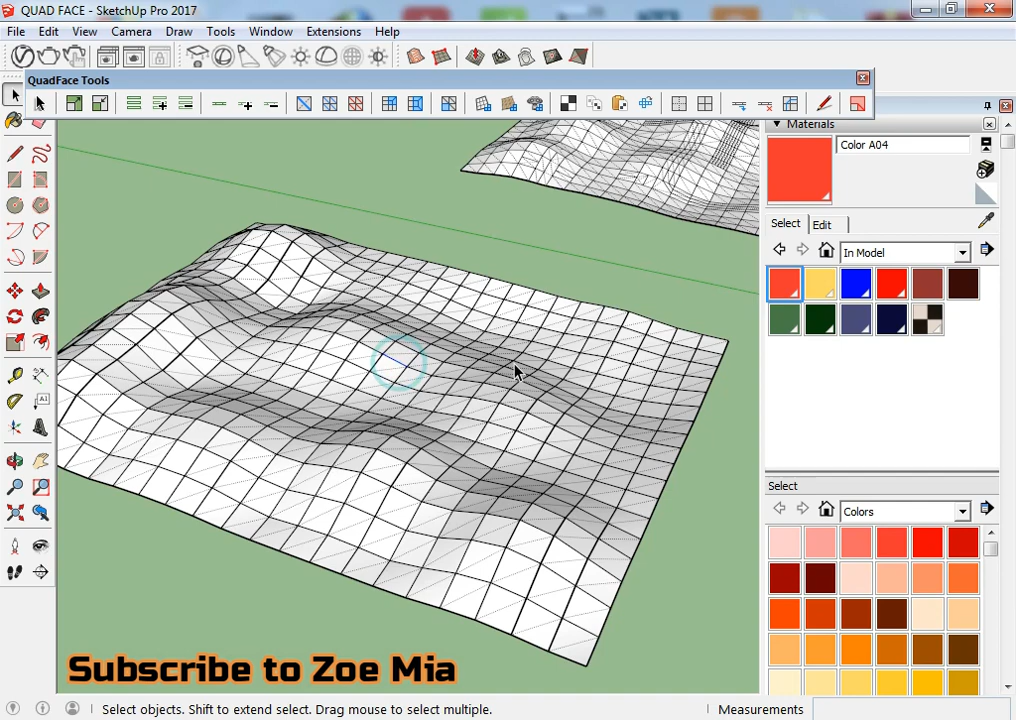 QUAD FACE - SketchUp Pro 2017
File Edit View Camera Draw Tools Window Extensions Help
QuadFace Tools
Materials
Color A04
Select Edit
In Model
Select
Colors
Subscribe to Zoe Mia
Select objects. Shift to extend select. Drag mouse to select multiple.
Measurements